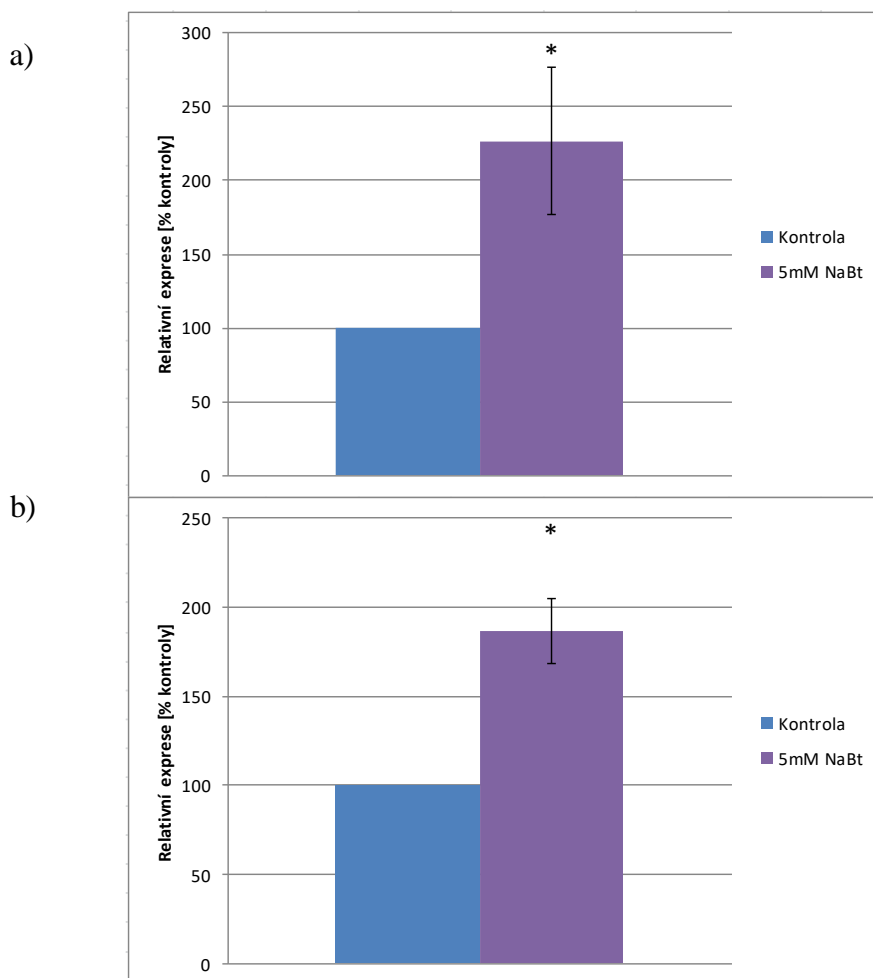 a)
300
250
200
150
100
50
0
Relativní exprese [% kontroly]
*
Kontrola
5mM NaBt
b)
250
200
150
100
50
0
Relativní exprese [% kontroly]
*
Kontrola
5mM NaBt